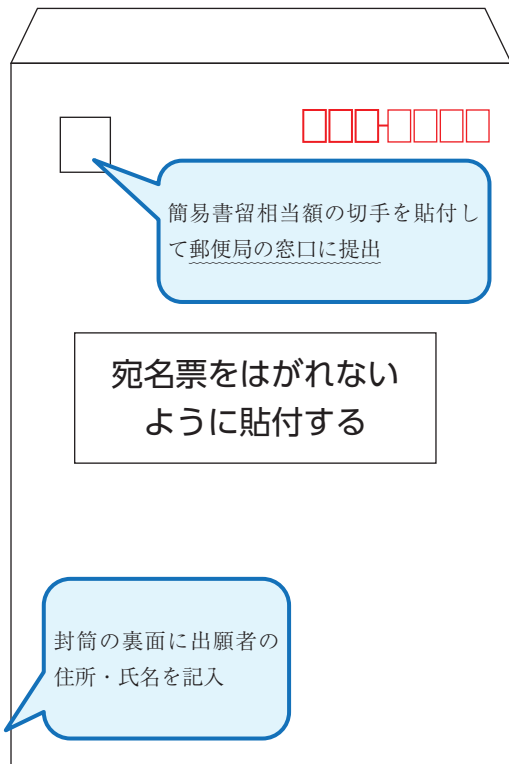 簡易書留相当額の切手を貼付し
て郵便局の窓口に提出
宛名票をはがれない
ように貼付する
封筒の裏面に出願者の
住所・氏名を記入